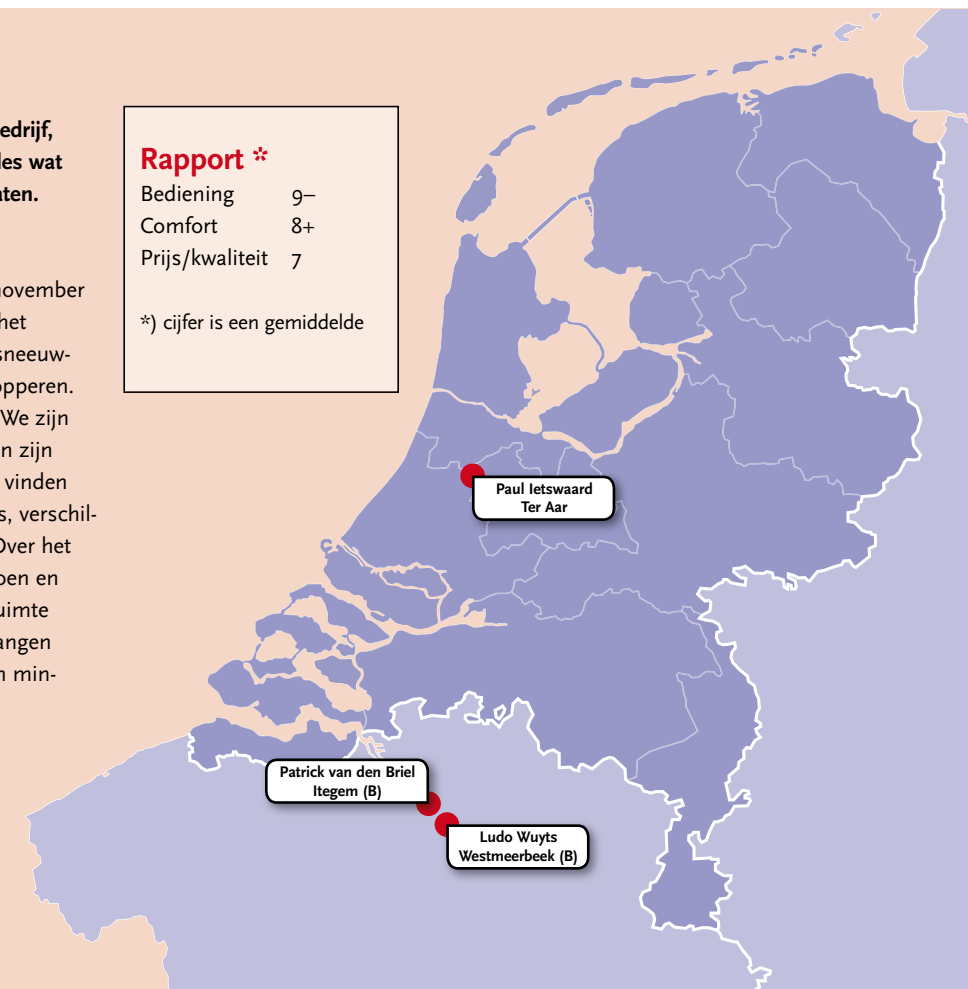 edrijf,
les wat
aten.
november
het
sneeuw-
opperen.
We zijn
n zijn
vinden
s, verschil-
Over het
oen en
uimte
angen
n min-
Rapport *
Bediening 9–
Comfort 8+
Prijs/kwaliteit 7
*) cijfer is een gemiddelde
Paul Ietswaard
Ter Aar
Patrick van den Briel
Itegem (B)
Ludo Wuyts
Westmeerbeek (B)